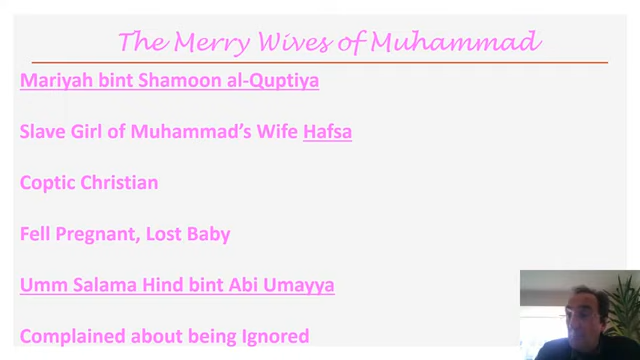 The Merry Wives of Muhammad
Mariyah bint Shamoon al-Quptiya
Slave Girl of Muhammad's Wife Hafsa
Coptic Christian
Fell Pregnant, Lost Baby
Umm Salama Hind bint Abi Umayya
Complained about being Ignored